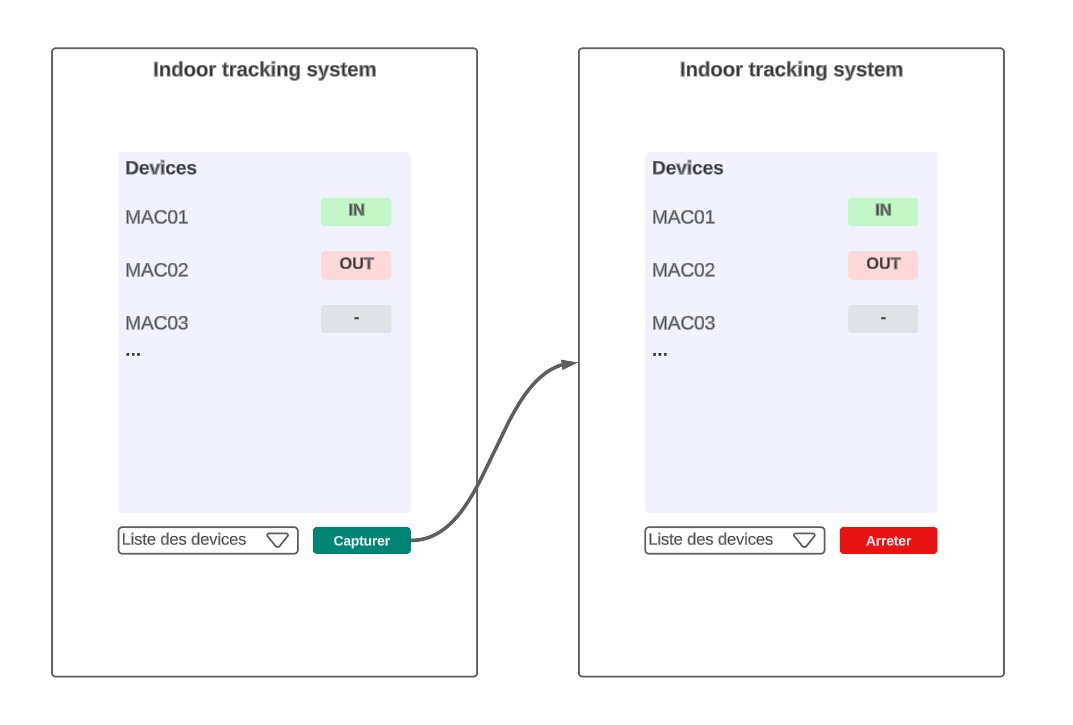 Indoor tracking system
Devices
MAC01 IN
MAC02 OUT
MAC03 -
...
Liste des devices Capturer
Indoor tracking system
Devices
MAC01 IN
MAC02 OUT
MAC03 -
...
Liste des devices Arreter